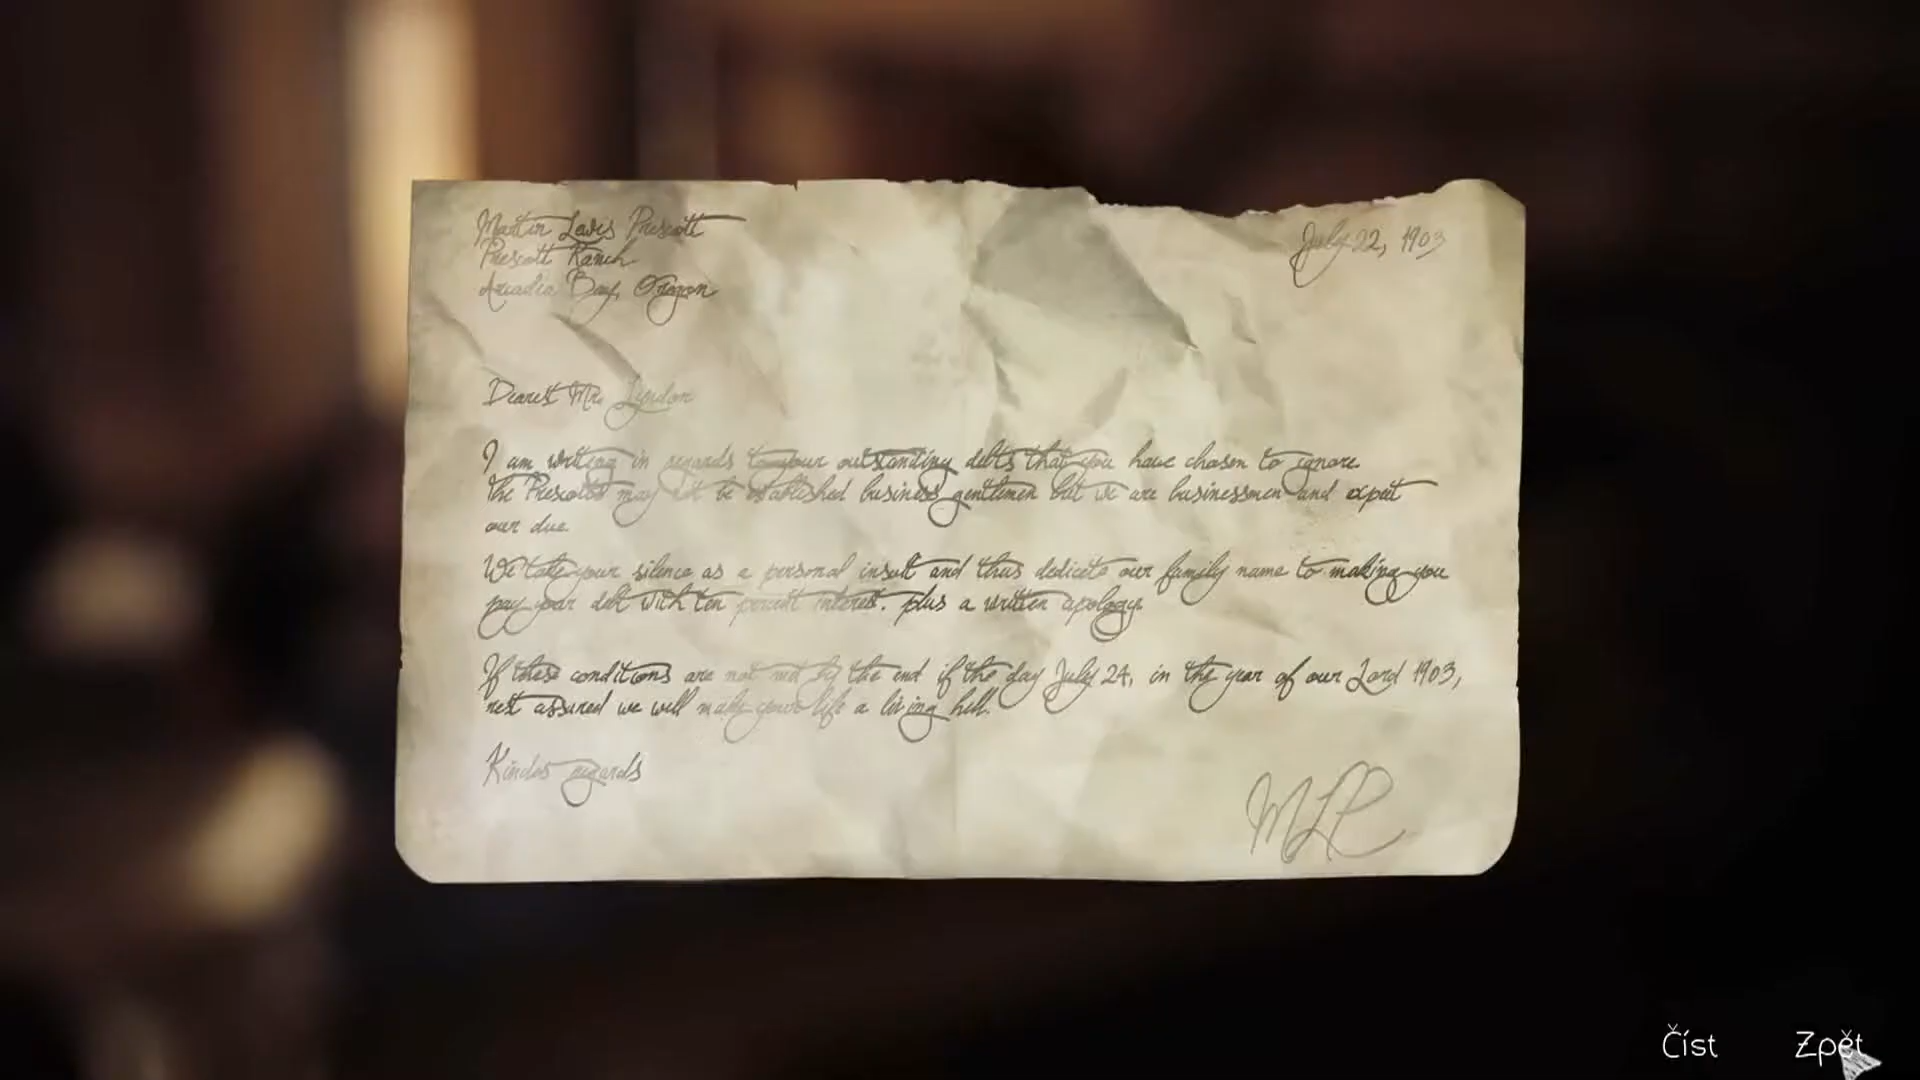 Martin Lewis Prescott
July 22, 1903
Prescott Ranch
Arcadia Bay, Oregon
Dearest Mr. Lyndon
I am writing in regards to your outstanding debts that you have chosen to ignore.
The Prescotts may not be established business gentlemen but we are businessmen and expect
our due.
We take your silence as a personal insult and thus dedicate our family name to making you
pay your debt with ten percent interest. plus a written apology.
If these conditions are not met by the end if the day July 24, in the year of our Lord 1903,
rest assured we will make your life a living hell.
Kindes regards
MLP
Číst
Zpět